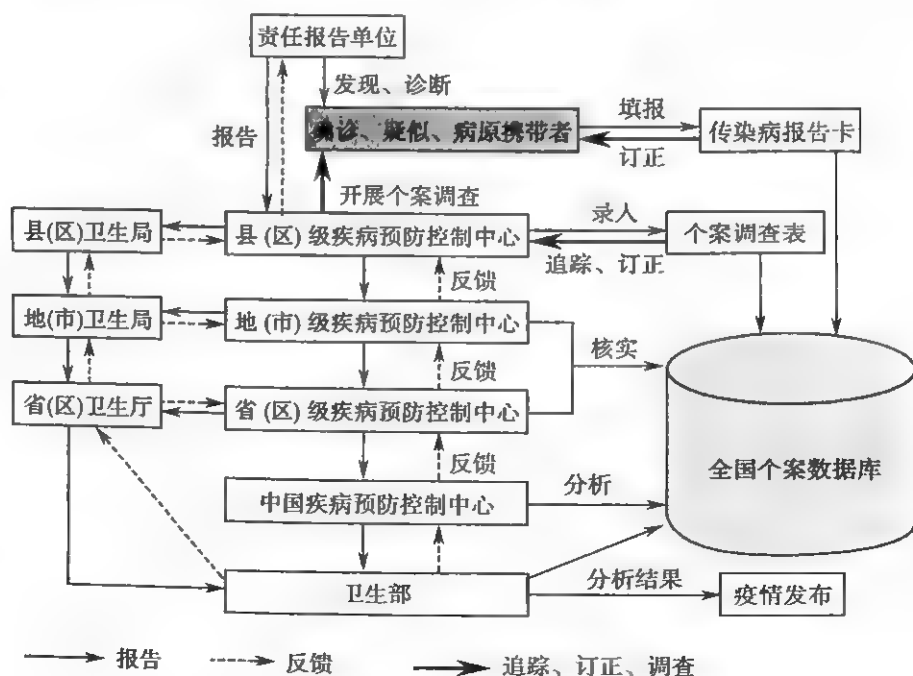 责任报告单位
发现、诊断
报告
诊、疑似、病原携带者
填报
订正
传染病报告卡
开展个案调查
县(区)卫生局
县(区)级疾病预防控制中心
录人
追踪、订正
个案调查表
反馈
地(市)卫生局
地(市)级疾病预防控制中心
核实
反馈
省(区)卫生厅
省(区)级疾病预防控制中心
反馈
全国个案数据库
中国疾病预防控制中心
分析
卫生部
分析结果
疫情发布
报告
反馈
追踪、订正、调查